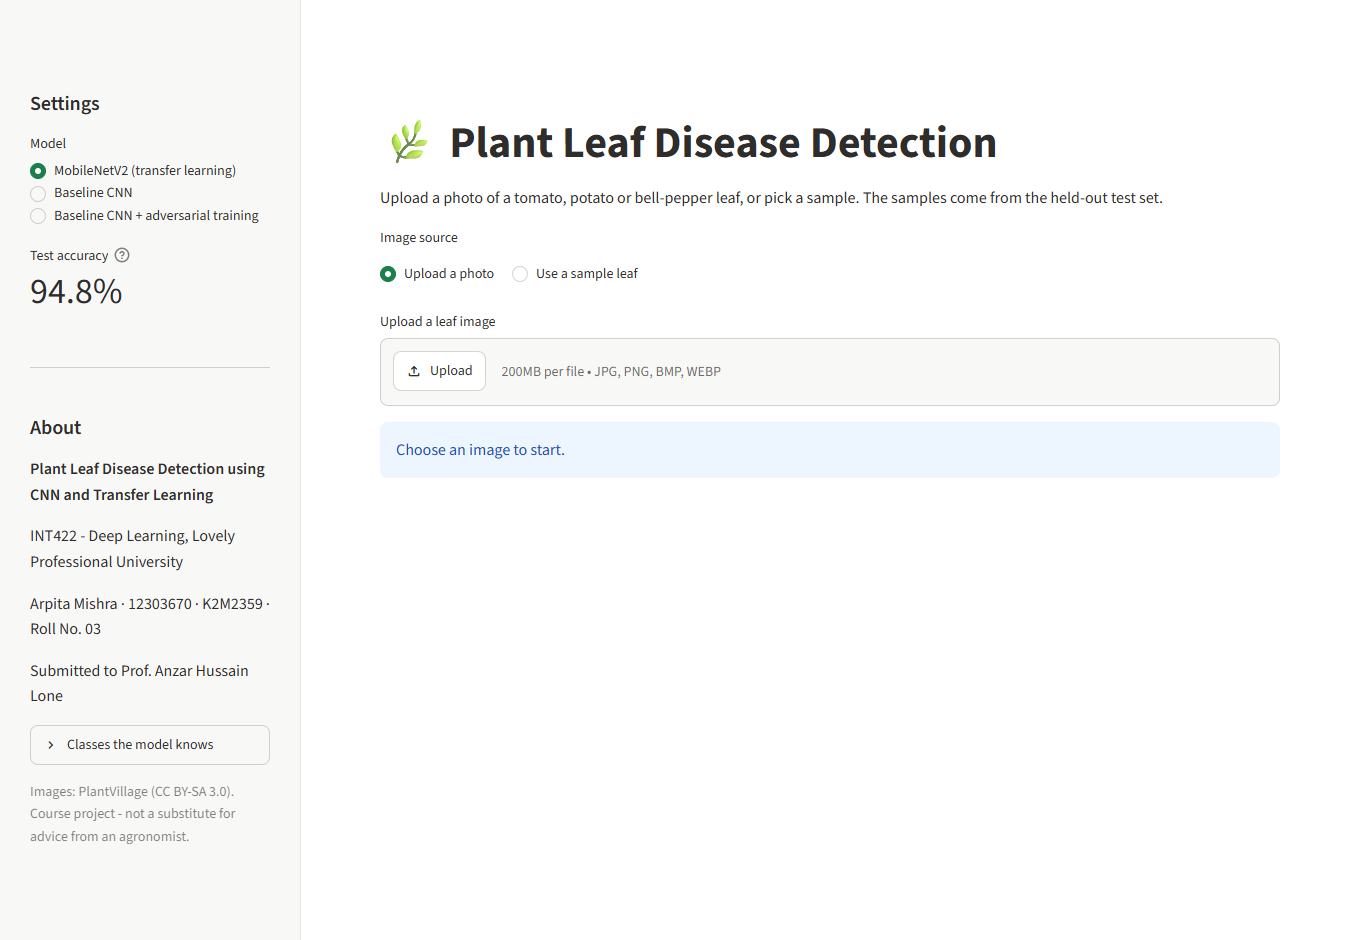 Settings
Model
MobileNetV2 (transfer learning)
Baseline CNN
Baseline CNN + adversarial training
Test accuracy ?
94.8%
About
Plant Leaf Disease Detection using
CNN and Transfer Learning
INT422 - Deep Learning, Lovely
Professional University
Arpita Mishra · 12303670 · K2M2359 ·
Roll No. 03
Submitted to Prof. Anzar Hussain
Lone
Classes the model knows
Images: PlantVillage (CC BY-SA 3.0).
Course project - not a substitute for
advice from an agronomist.
Plant Leaf Disease Detection
Upload a photo of a tomato, potato or bell-pepper leaf, or pick a sample. The samples come from the held-out test set.
Image source
Upload a photo
Use a sample leaf
Upload a leaf image
Upload
200MB per file • JPG, PNG, BMP, WEBP
Choose an image to start.